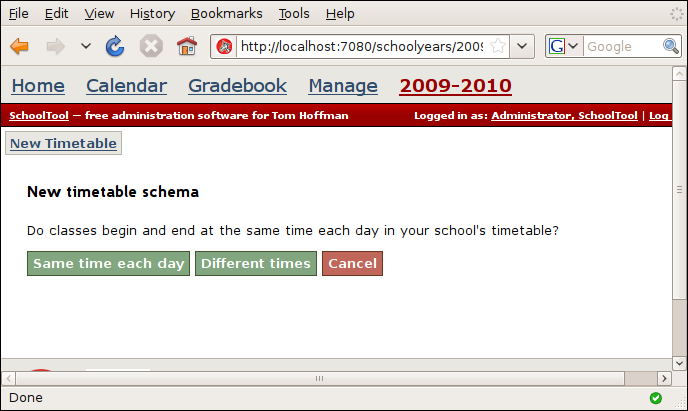 File Edit View History Bookmarks Tools Help
http://localhost:7080/schoolyears/2009
G Google
Home Calendar Gradebook Manage 2009-2010
SchoolTool — free administration software for Tom Hoffman Logged in as: Administrator, SchoolTool | Log
New Timetable
New timetable schema
Do classes begin and end at the same time each day in your school's timetable?
Same time each day Different times Cancel
Done